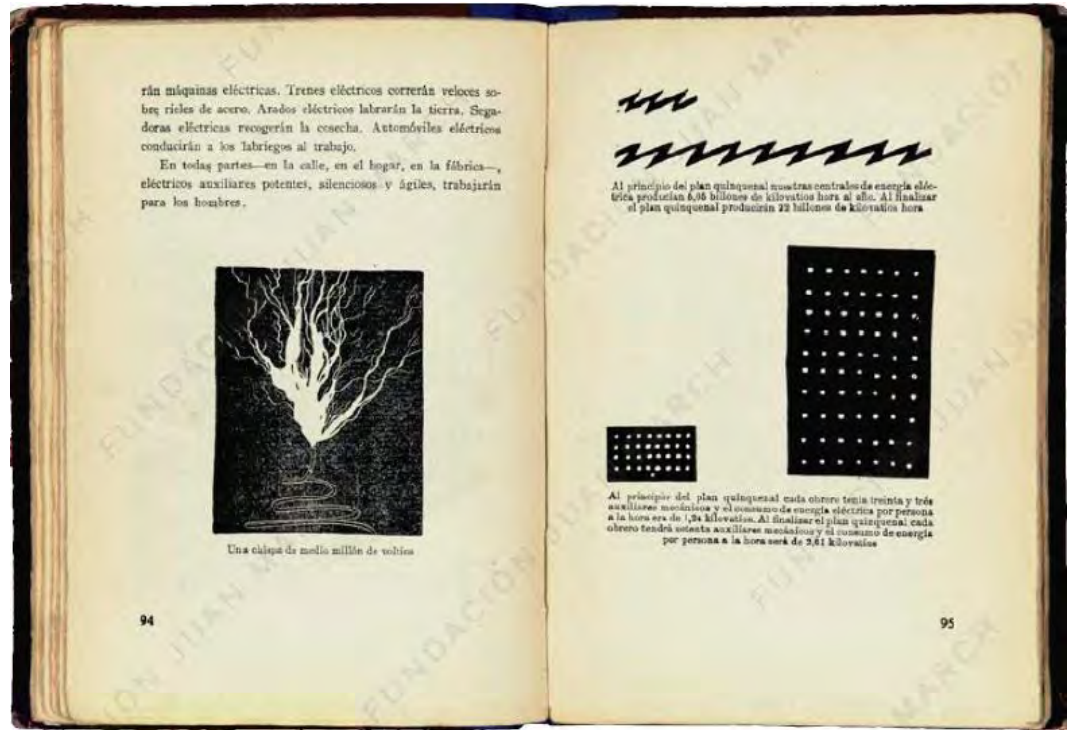 rán máquinas eléctricas. Trenes eléctricos correrán veloces so-
bre rieles de acero. Arados eléctricos labrarán la tierra. Sega-
doras eléctricas recogerán la cosecha. Automóviles eléctricos
conducirán a los labriegos al trabajo.
En todas partes—en la calle, en el hogar, en la fábrica—,
eléctricos auxiliares potentes, silenciosos y ágiles, trabajarán
para los hombres.
Una chispa de medio millón de voltios
94
Al principio del plan quinquenal nuestras centrales de energía eléc-
trica producían 5,05 billones de kilovatios hora al año. Al finalizar
el plan quinquenal producirán 22 billones de kilovatios hora
Al principio del plan quinquenal cada obrero tenía treinta y trés
auxiliares mecánicos y el consumo de energía eléctrica por persona
a la hora era de 1,24 kilovatios. Al finalizar el plan quinquenal cada
obrero tendrá setenta auxiliares mecánicos y el consumo de energía
por persona a la hora será de 2,61 kilovatios
95
FUNDACIÓN JUAN MARCH